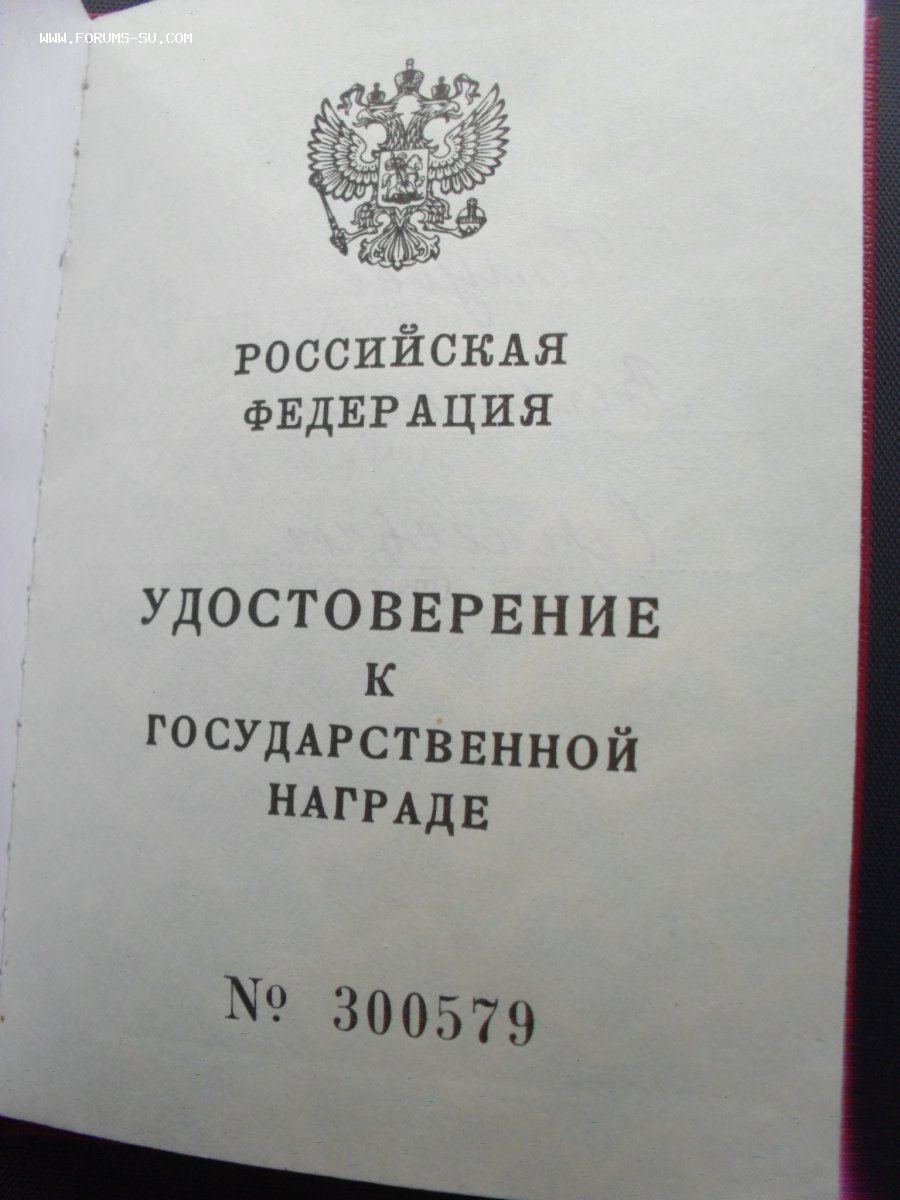 WWW.FORUMS-SU.COM
РОССИЙСКАЯ
ФЕДЕРАЦИЯ
УДОСТОВЕРЕНИЕ
К
ГОСУДАРСТВЕННОЙ
НАГРАДЕ
№ 300579